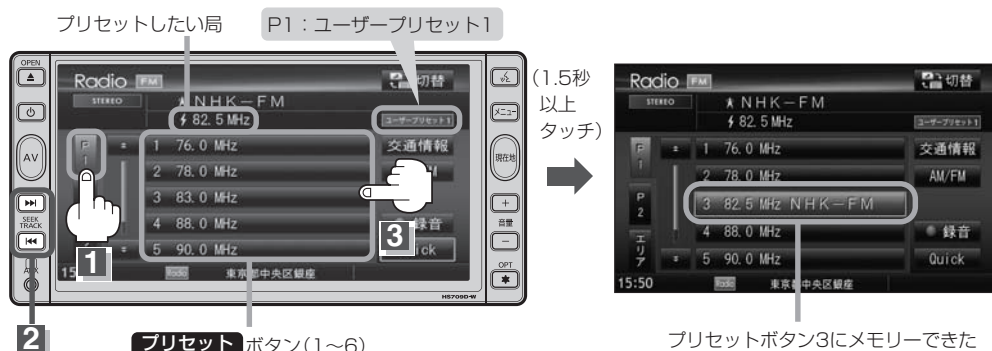 プリセットしたい局
P1：ユーザープリセット1
OPEN
AV
SEEK
TRACK
AUX
Radio FM
切替
STEREO
NHK－FM
82.5 MHz
ユーザープリセット1
P
1
1 76.0 MHz
2 78.0 MHz
3 83.0 MHz
4 88.0 MHz
5 90.0 MHz
交通情報
録音
ick
15
Radio
東京都中央区銀座
メニュー
現在地
＋
音量
－
OPT
✱
HS709D-W
1
2
3
プリセット ボタン(1～6)
(1.5秒
以上
タッチ)
Radio FM
切替
STEREO
NHK－FM
82.5 MHz
ユーザープリセット1
P
1
P
2
エリア
1 76.0 MHz
2 78.0 MHz
3 82.5 MHz NHK－FM
4 88.0 MHz
5 90.0 MHz
交通情報
AM/FM
録音
Quick
15:50
Radio
東京都中央区銀座
プリセットボタン3にメモリーできた